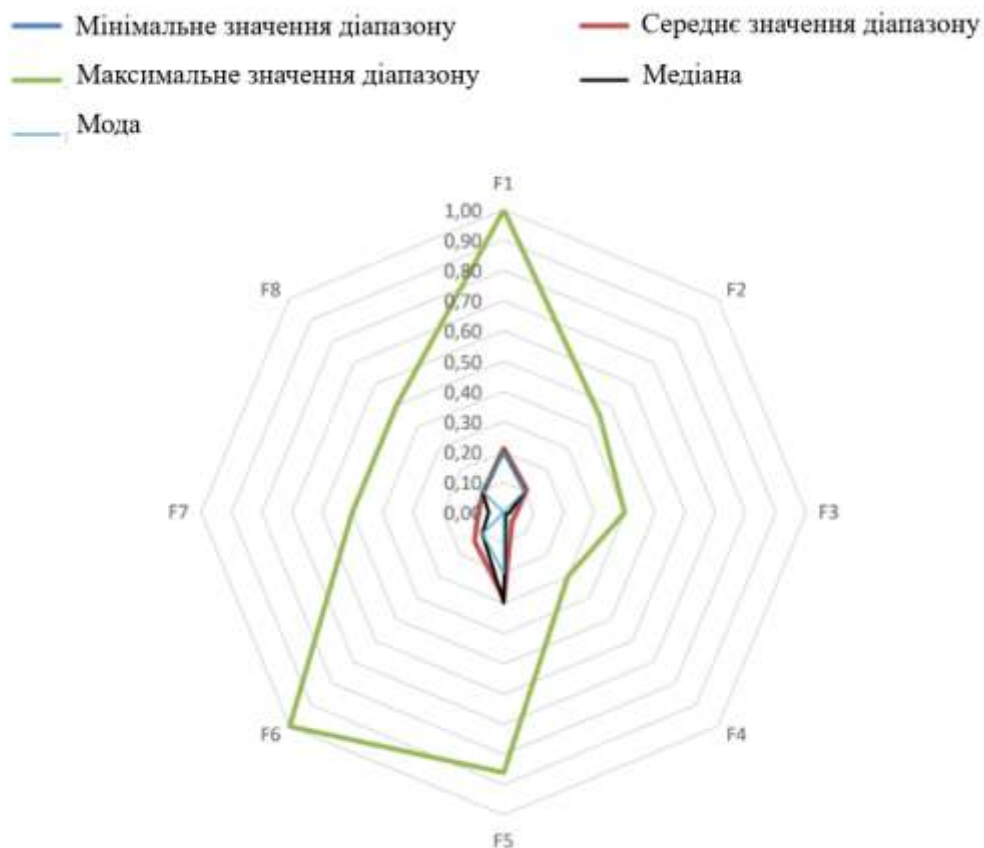 Мінімальне значення діапазону
Середнє значення діапазону
Максимальне значення діапазону
Медіана
Мода
F1
1,00
0,90
F8
F2
0,80
0,70
0,60
0,50
0,40
0,30
0,20
0,10
F7
0,00
F3
F6
F4
F5